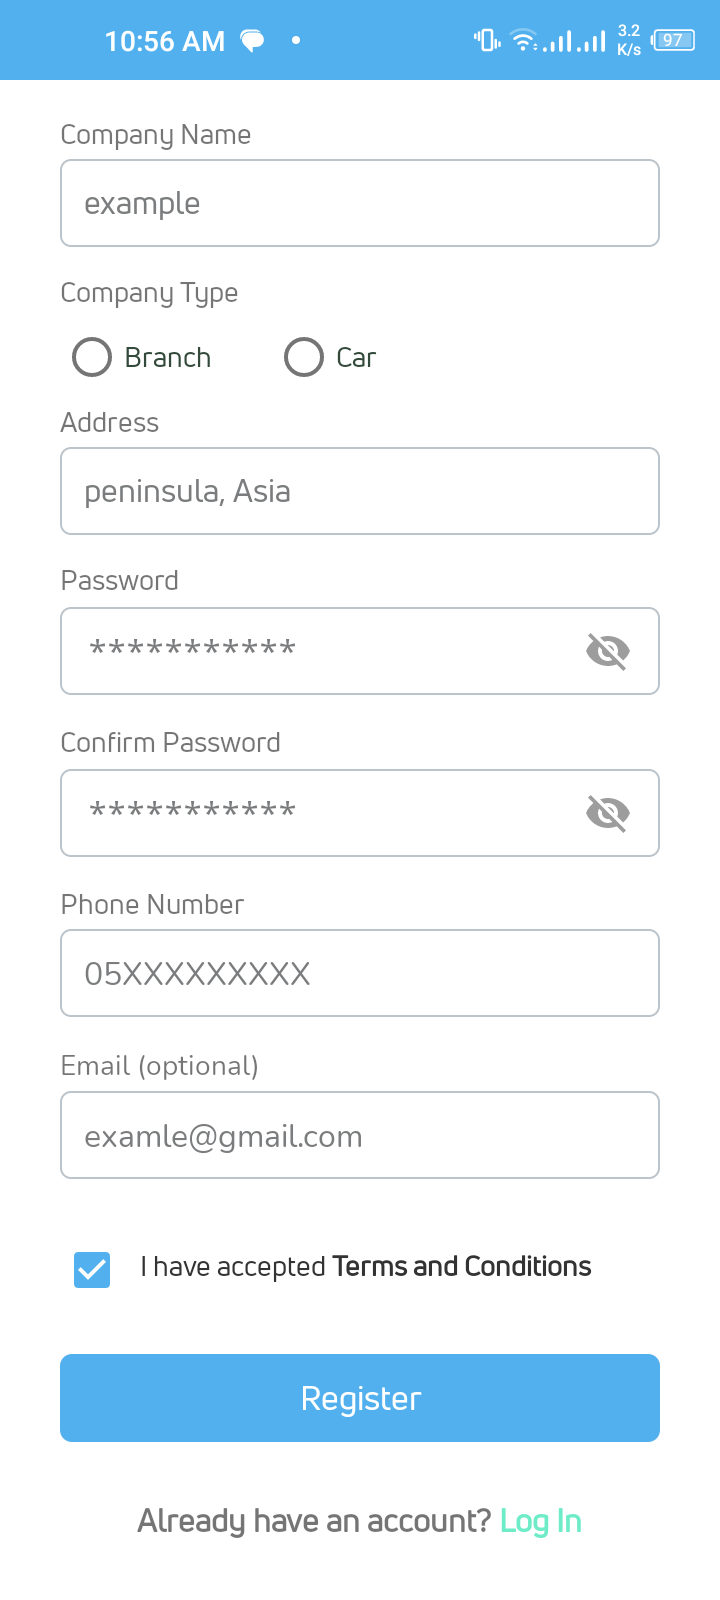 10:56 AM 3.2 K/s 97
Company Name
example
Company Type
Branch Car
Address
peninsula, Asia
Password
***********
Confirm Password
***********
Phone Number
05XXXXXXXXX
Email (optional)
examle@gmail.com
I have accepted Terms and Conditions
Register
Already have an account? Log In